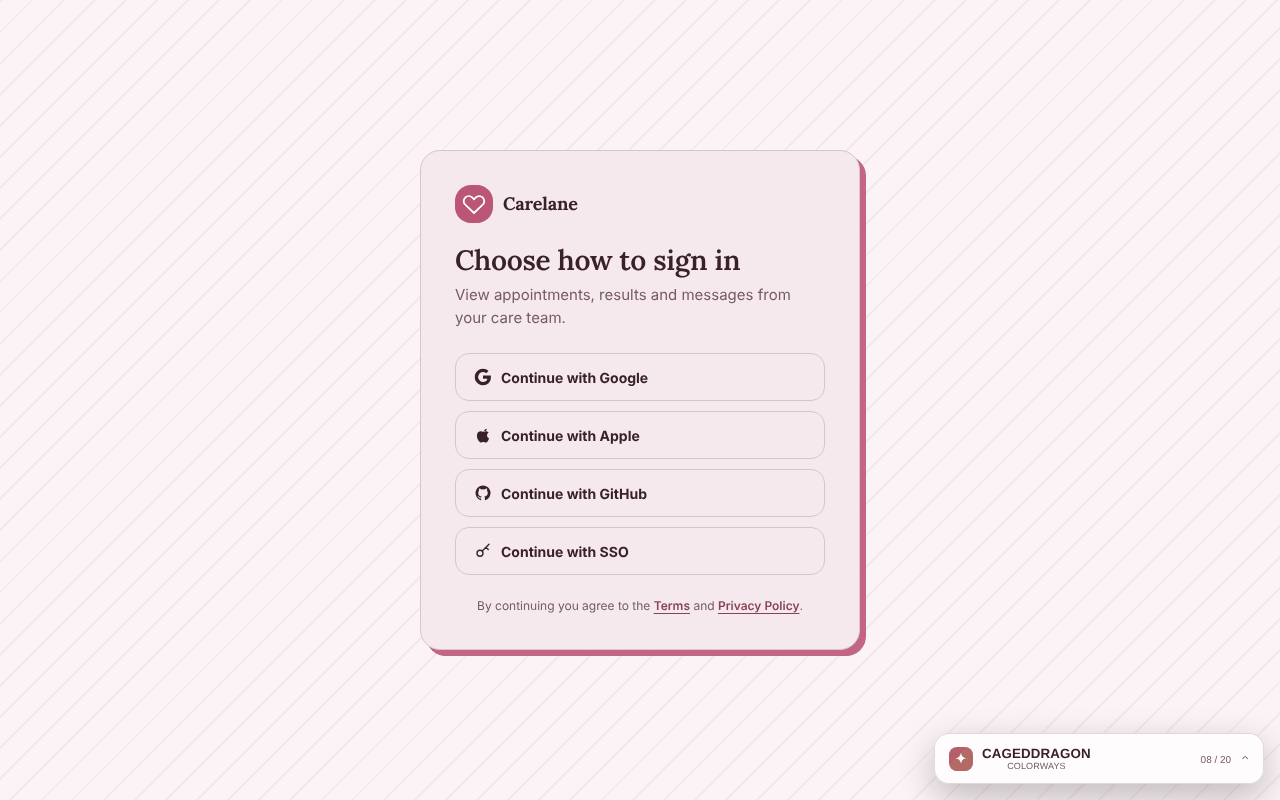 Carelane
Choose how to sign in
View appointments, results and messages from
your care team.
Continue with Google
Continue with Apple
Continue with GitHub
Continue with SSO
By continuing you agree to the Terms and Privacy Policy.
CAGEDDRAGON
COLORWAYS
08 / 20